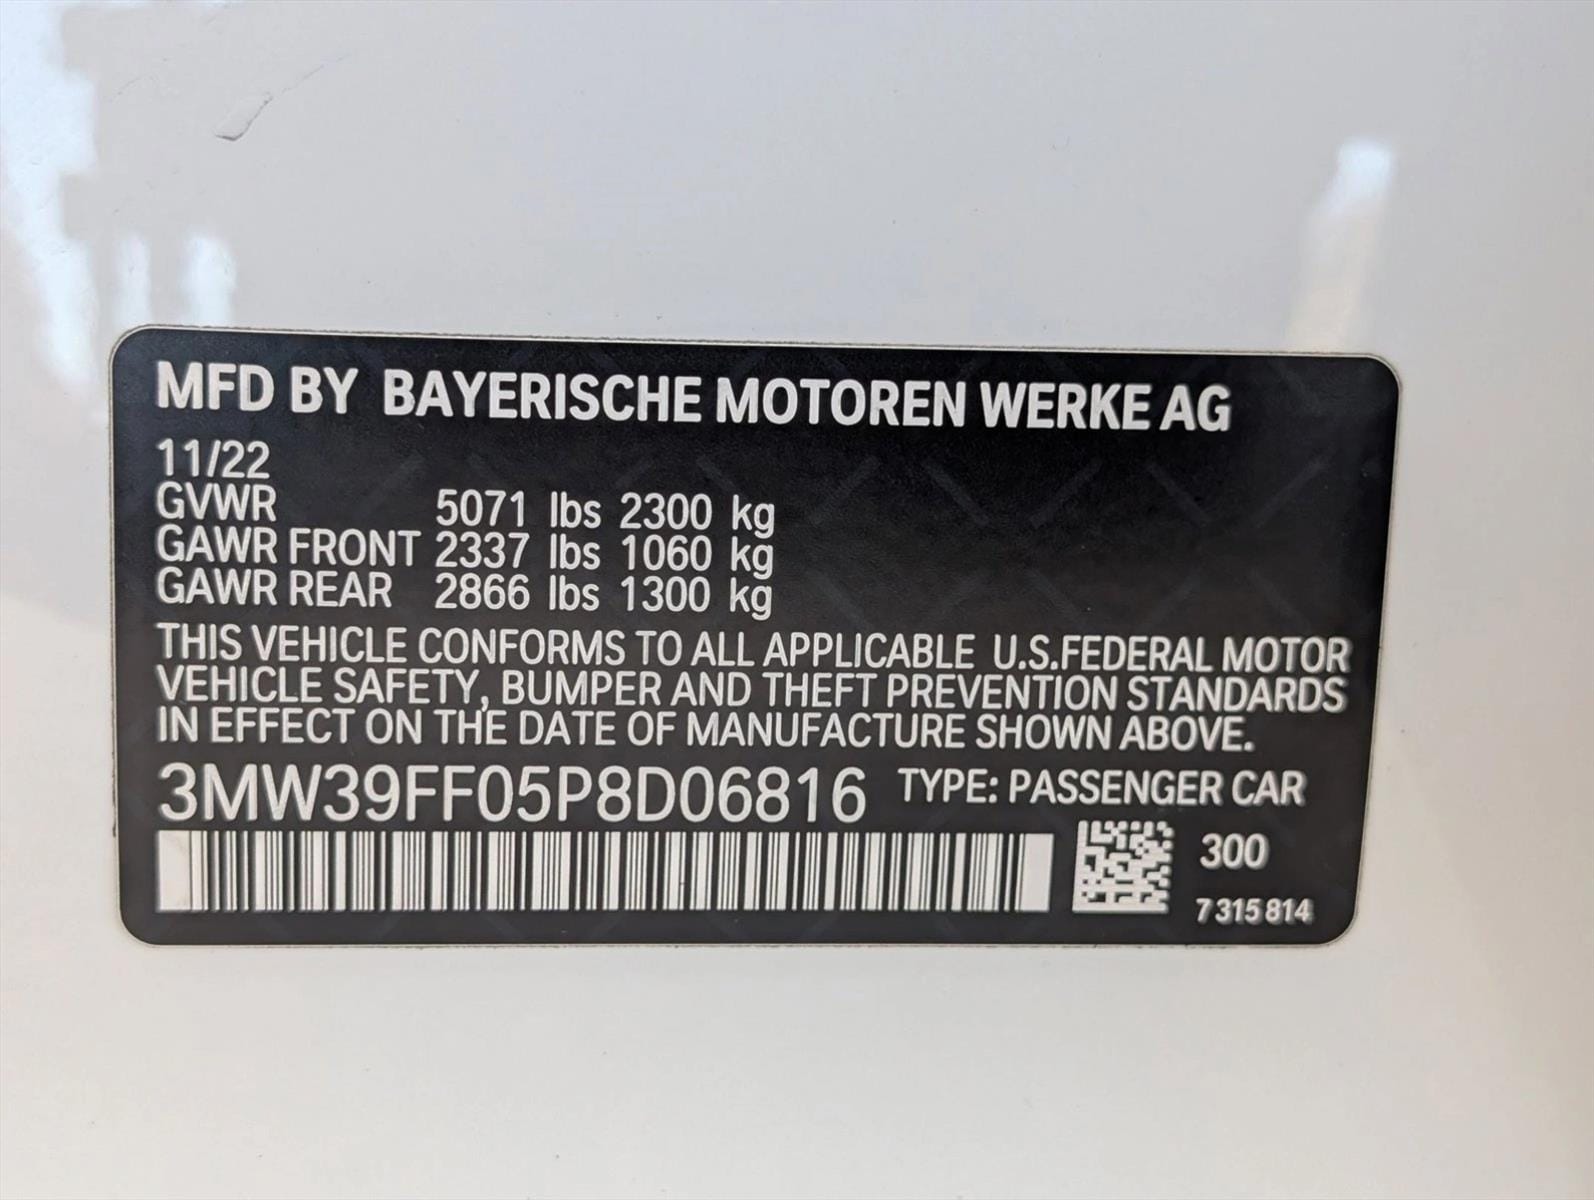 MFD BY BAYERISCHE MOTOREN WERKE AG
11/22
GVWR 5071 lbs 2300 kg
GAWR FRONT 2337 lbs 1060 kg
GAWR REAR 2866 lbs 1300 kg
THIS VEHICLE CONFORMS TO ALL APPLICABLE U.S.FEDERAL MOTOR
VEHICLE SAFETY, BUMPER AND THEFT PREVENTION STANDARDS
IN EFFECT ON THE DATE OF MANUFACTURE SHOWN ABOVE.
3MW39FF05P8D06816 TYPE: PASSENGER CAR
300
7 315 814